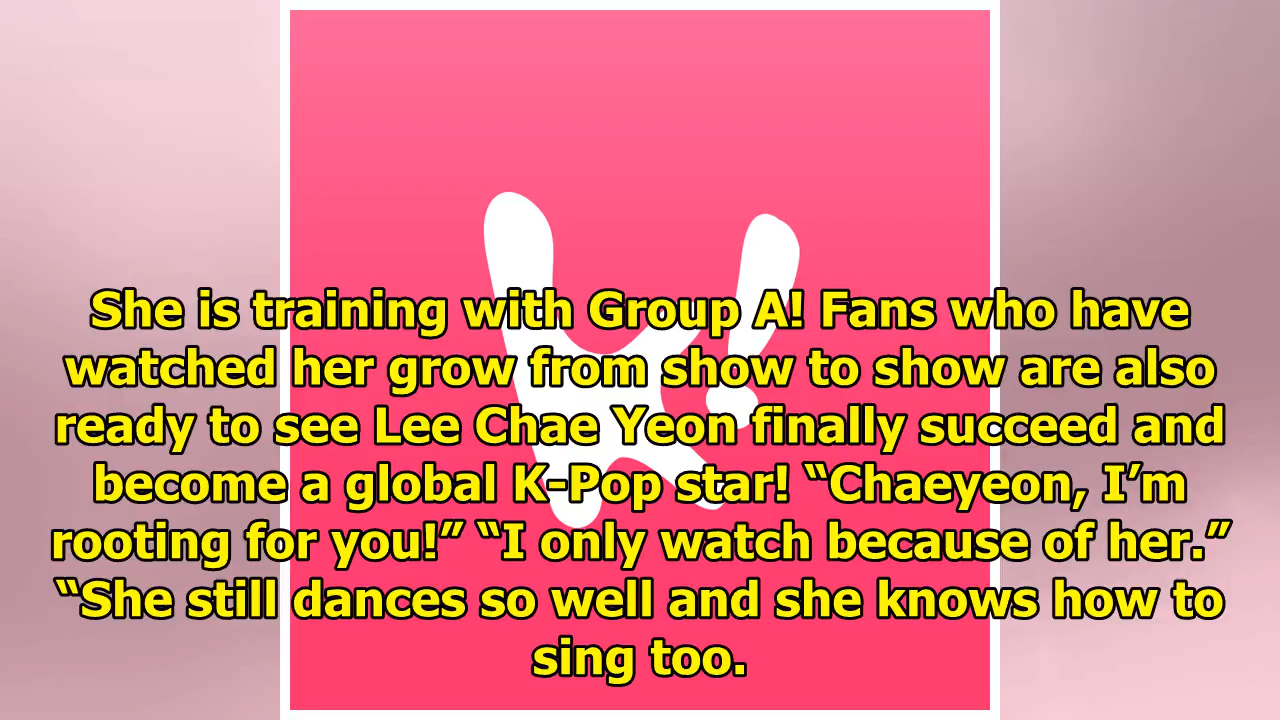 She is training with Group A! Fans who have
watched her grow from show to show are also
ready to see Lee Chae Yeon finally succeed and
become a global K-Pop star! “Chaeyeon, I’m
rooting for you!” “I only watch because of her.”
“She still dances so well and she knows how to
sing too.